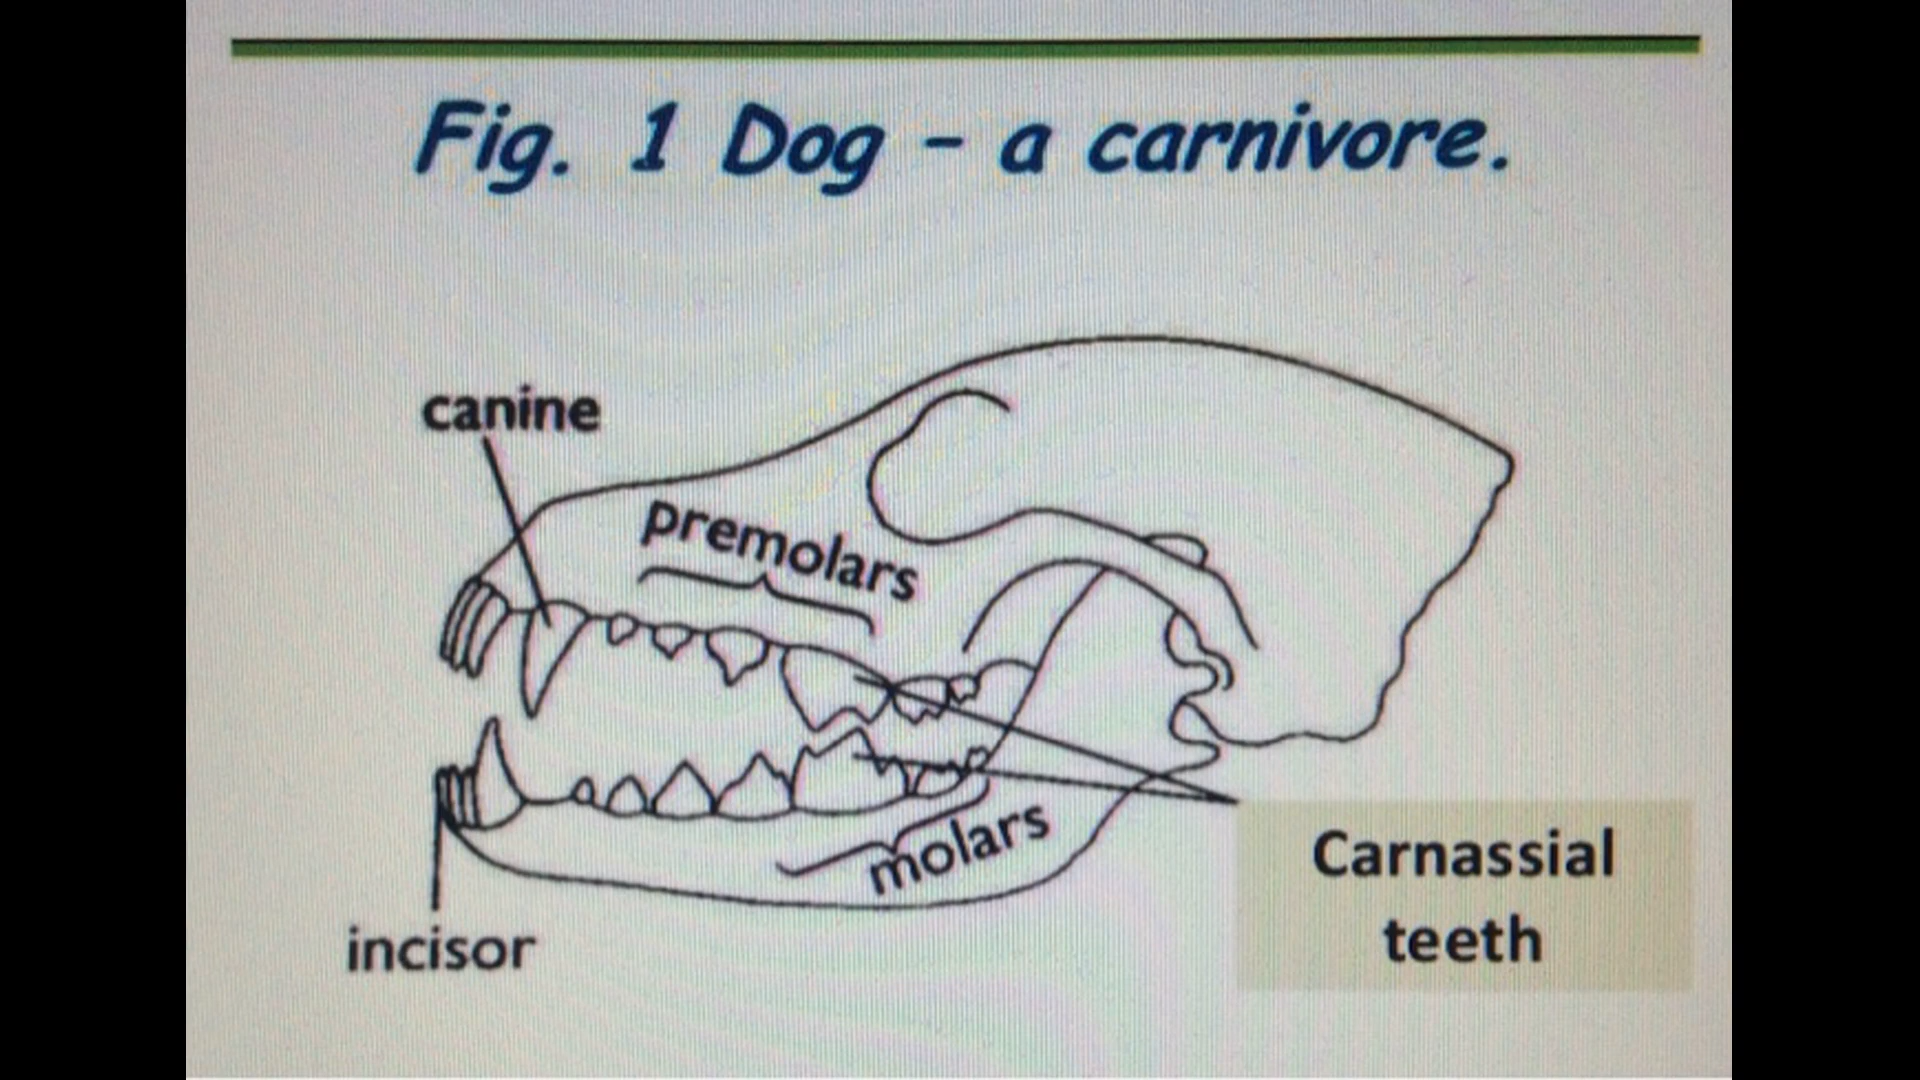 Fig. 1 Dog - a carnivore.
canine
premolars
molars
Carnassial
teeth
incisor